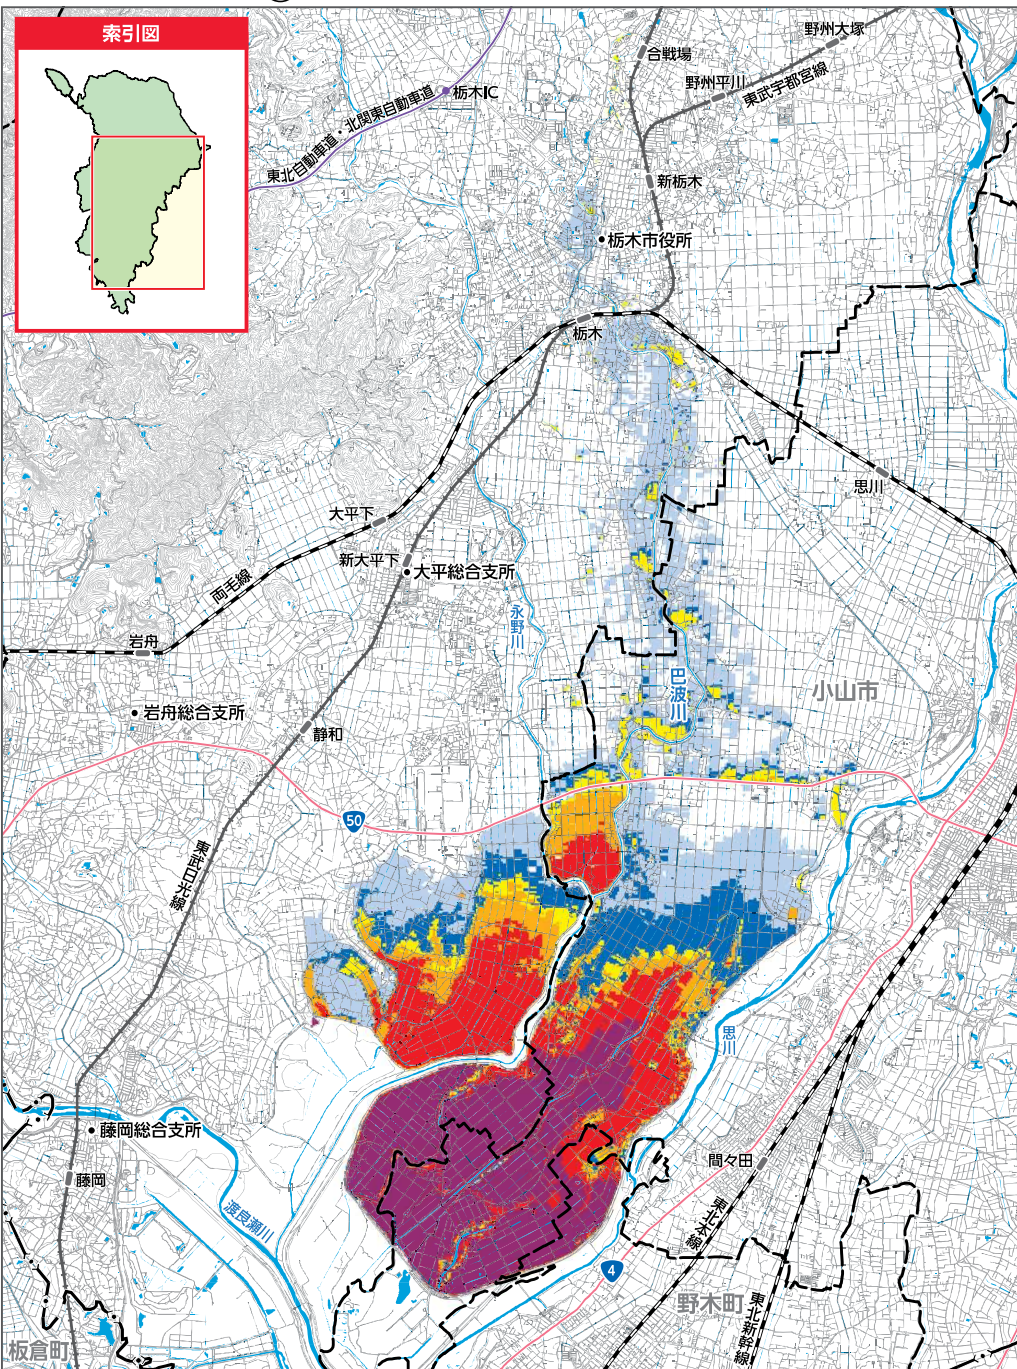 索引図
野州大塚
合戦場
野州平川
東武宇都宮線
栃木IC
東北自動車道・北関東自動車道
新栃木
栃木市役所
栃木
思川
大平下
新大平下
大平総合支所
両毛線
永野川
岩舟
巴波川
小山市
岩舟総合支所
静和
50
東武日光線
思川
藤岡総合支所
間々田
藤岡
渡良瀬川
東北本線
4
野木町
東北新幹線
板倉町